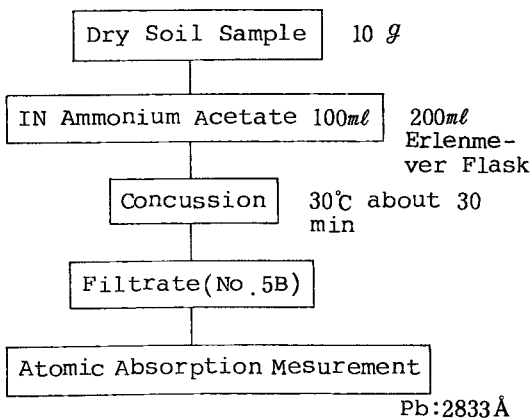 Dry Soil Sample 10 g
IN Ammonium Acetate 100mℓ 200mℓ
Erlenme-
ver Flask
Concussion 30℃ about 30
min
Filtrate(No.5B)
Atomic Absorption Mesurement
Pb:2833Å